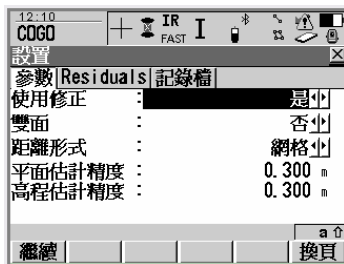 12:10
COGO
IR
FAST
I
設置
參數|Residuals|記錄檔|
使用修正 : 是
雙面 : 否
距離形式 : 網格
平面估計精度 : 0.300 m
高程估計精度 : 0.300 m
a
繼續 換頁